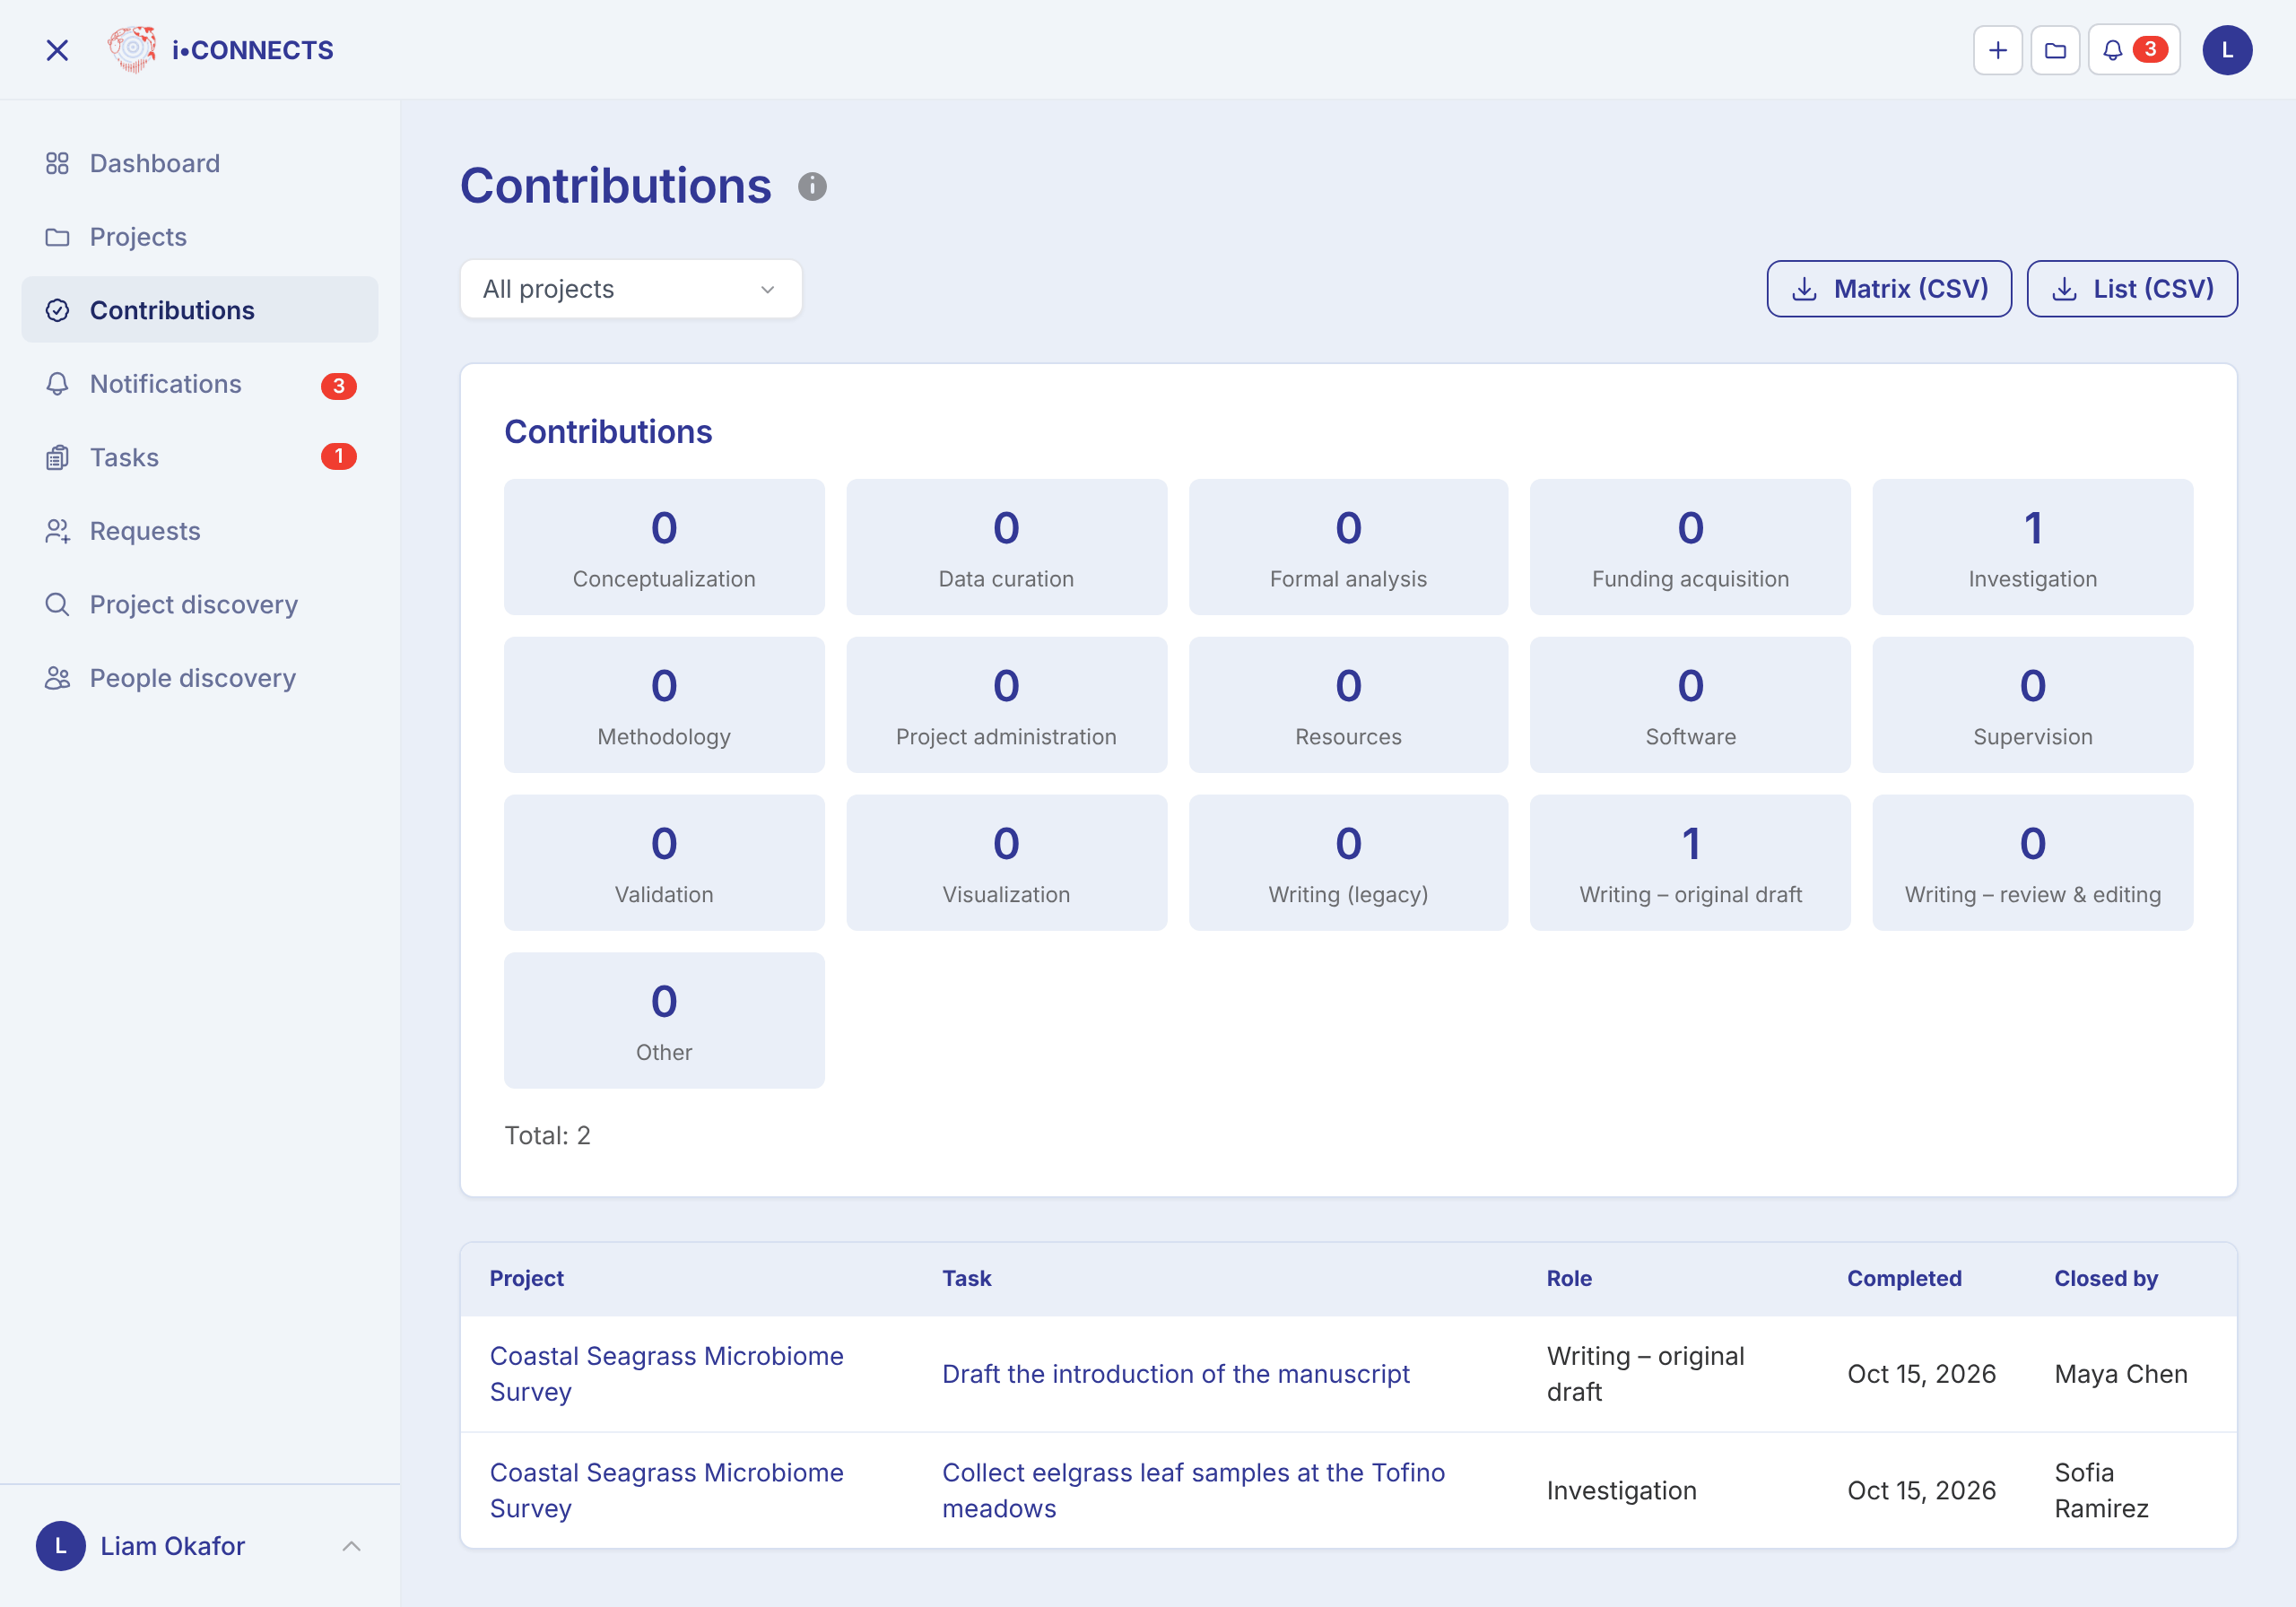 i•CONNECTS
3
L
Dashboard
Projects
Contributions
Notifications
3
Tasks
1
Requests
Project discovery
People discovery
Liam Okafor
L
Contributions
All projects
Matrix (CSV)
List (CSV)
Contributions
0
Conceptualization
0
Data curation
0
Formal analysis
0
Funding acquisition
1
Investigation
0
Methodology
0
Project administration
0
Resources
0
Software
0
Supervision
0
Validation
0
Visualization
0
Writing (legacy)
1
Writing – original draft
0
Writing – review & editing
0
Other
Total: 2
Project
Task
Role
Completed
Closed by
Coastal Seagrass Microbiome
Survey
Draft the introduction of the manuscript
Writing – original
draft
Oct 15, 2026
Maya Chen
Coastal Seagrass Microbiome
Survey
Collect eelgrass leaf samples at the Tofino
meadows
Investigation
Oct 15, 2026
Sofia
Ramirez